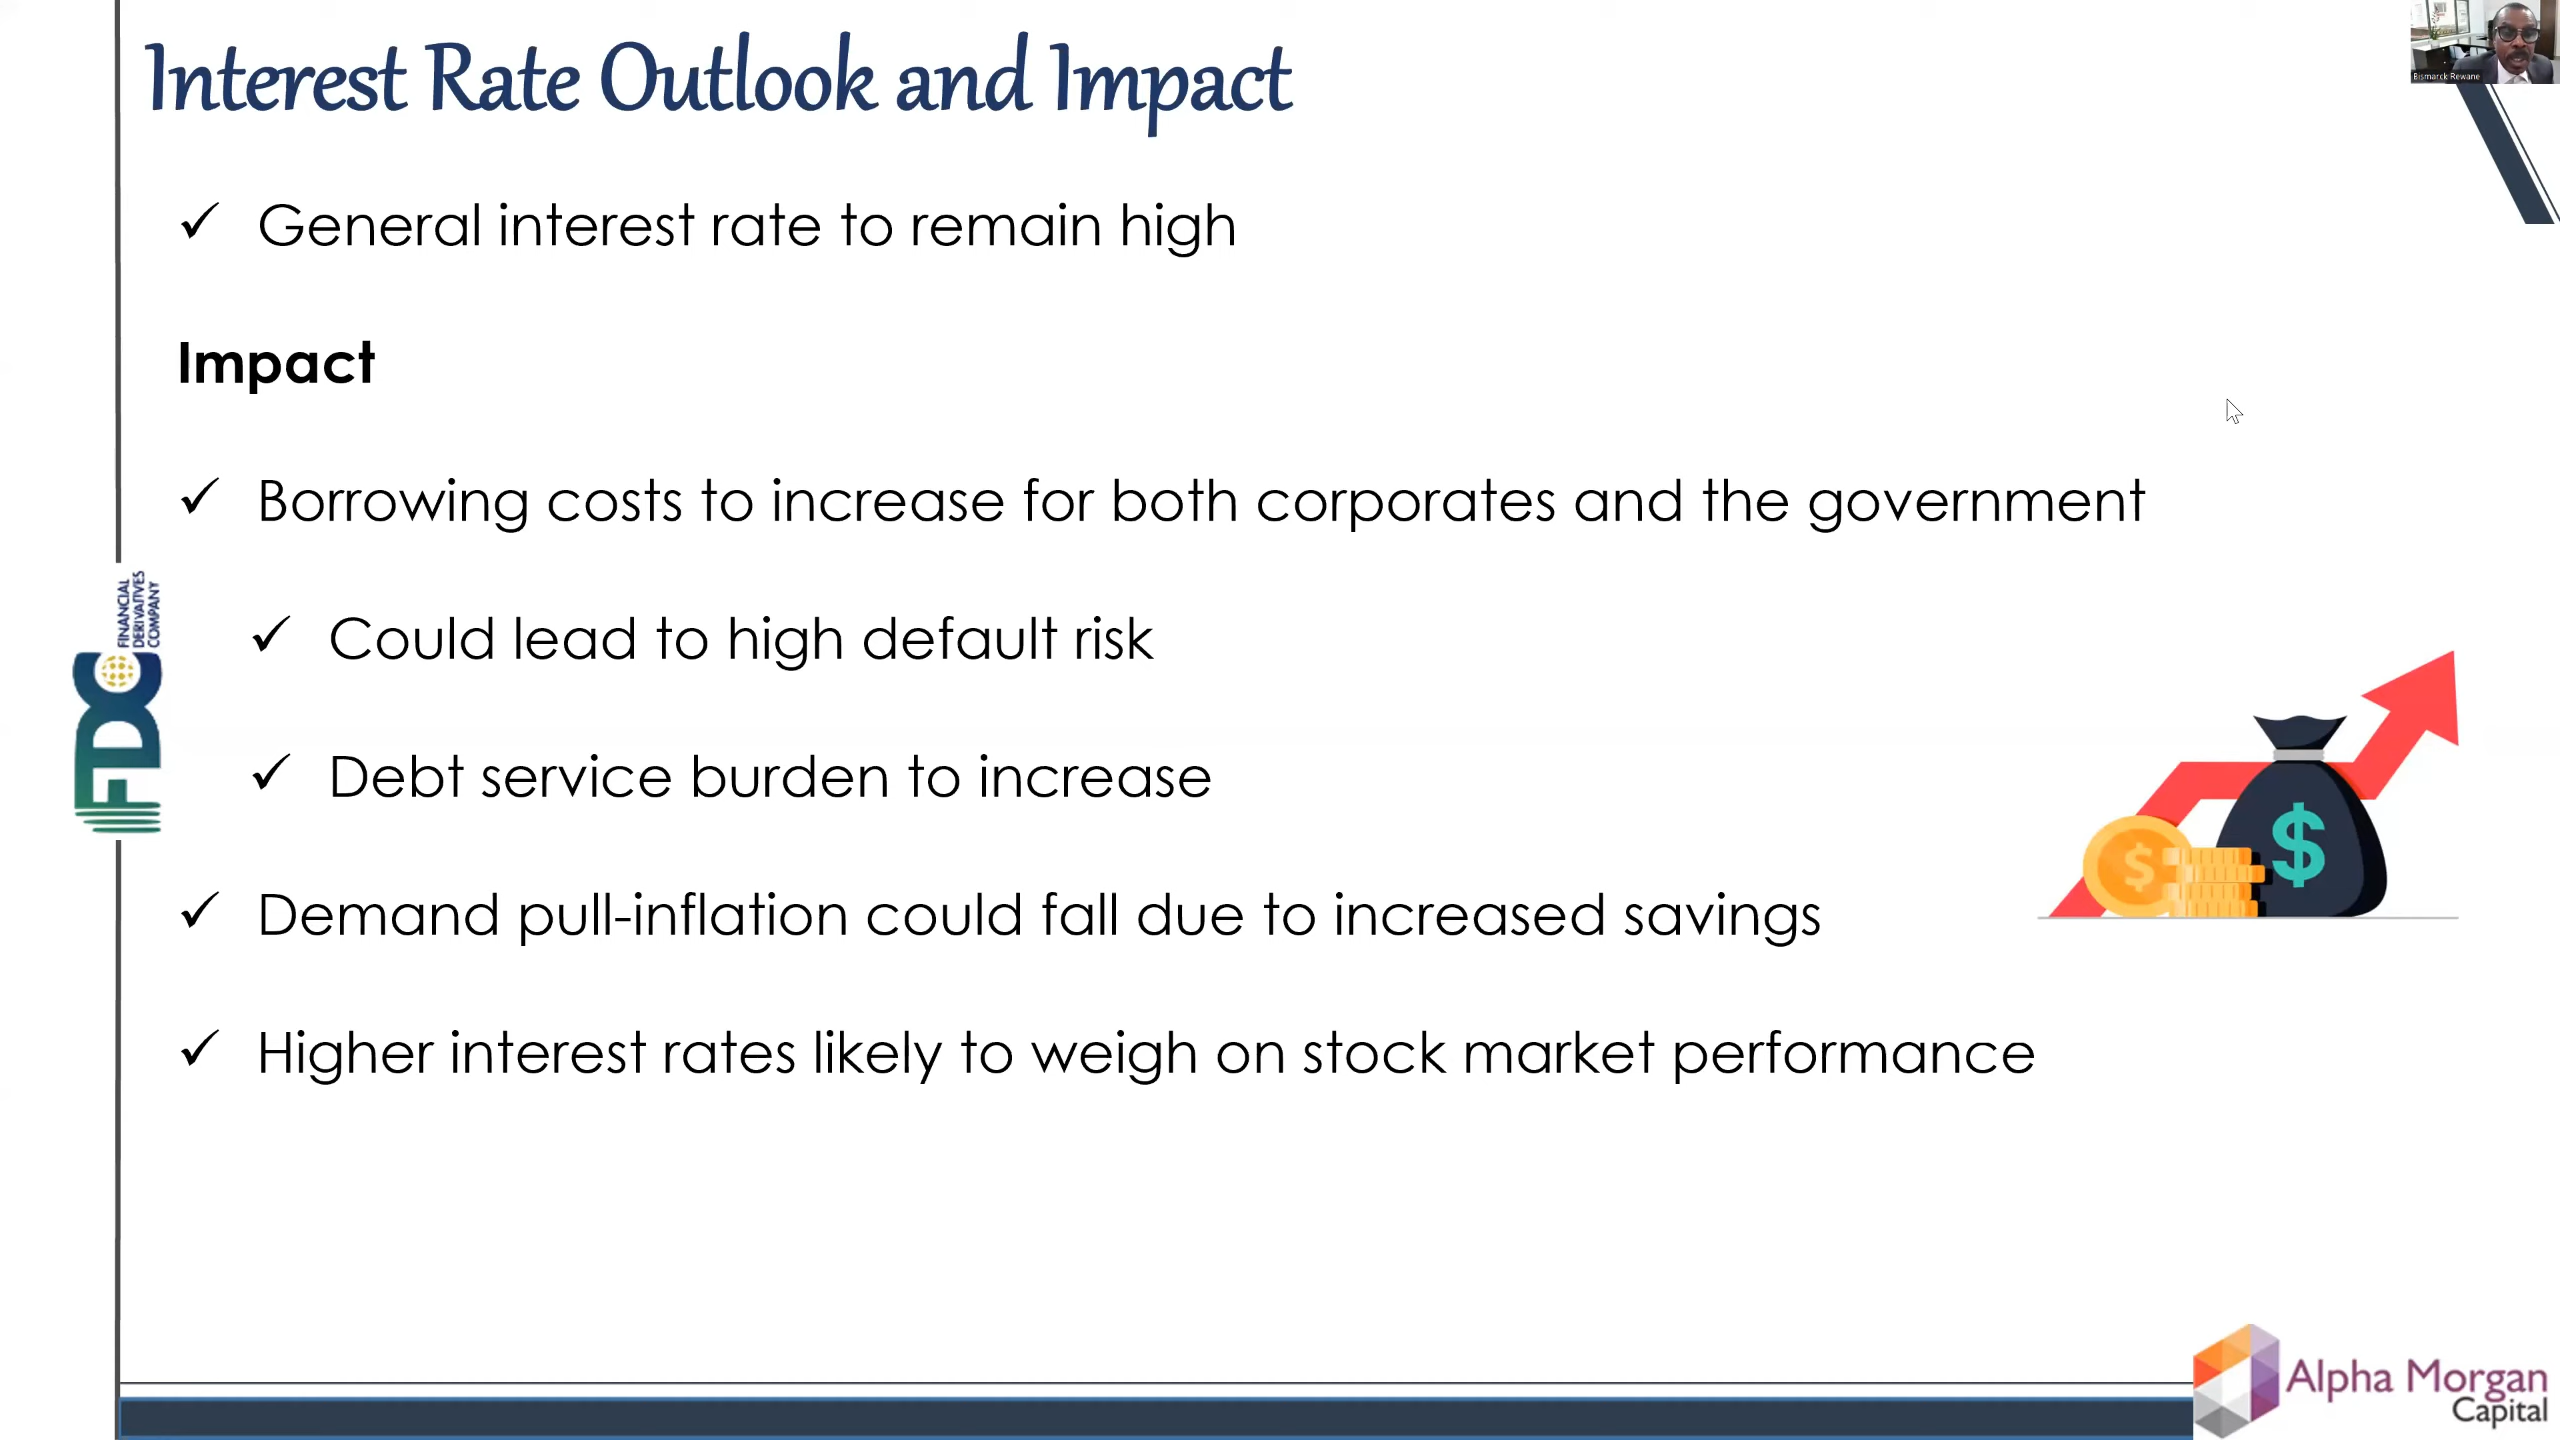 Interest Rate Outlook and Impact
Bismarck Rewane
✓ General interest rate to remain high
Impact
✓ Borrowing costs to increase for both corporates and the government
✓ Could lead to high default risk
✓ Debt service burden to increase
✓ Demand pull-inflation could fall due to increased savings
✓ Higher interest rates likely to weigh on stock market performance
FDC
FINANCIAL
DERIVATIVES
COMPANY
$
$
Alpha Morgan
Capital